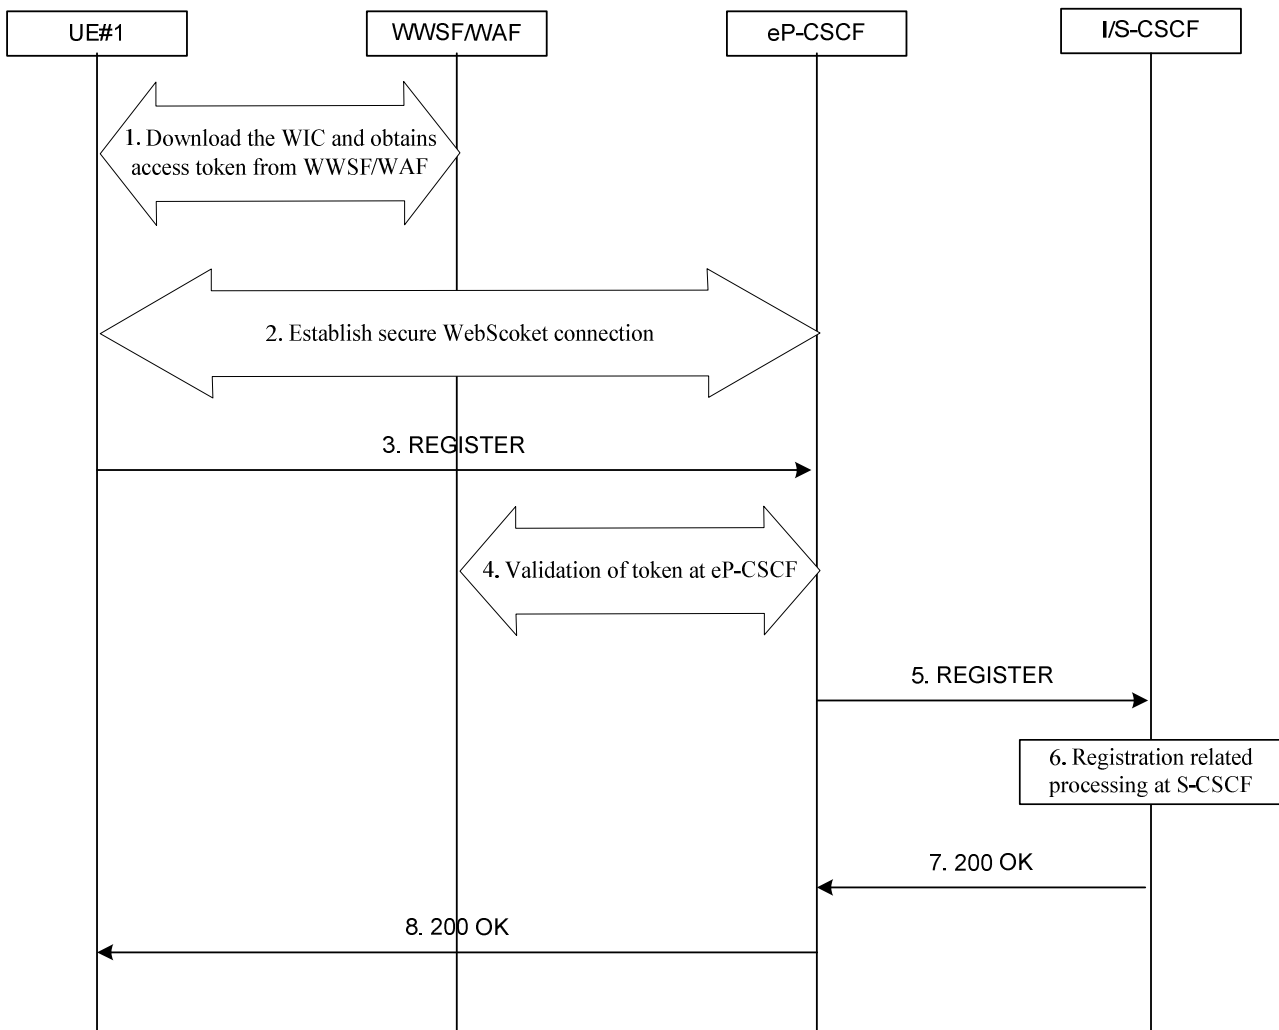 UE#1
WWSF/WAF
eP-CSCF
I/S-CSCF
1. Download the WIC and obtains
access token from WWSF/WAF
2. Establish secure WebScoket connection
3. REGISTER
4. Validation of token at eP-CSCF
5. REGISTER
6. Registration related
processing at S-CSCF
7. 200 OK
8. 200 OK